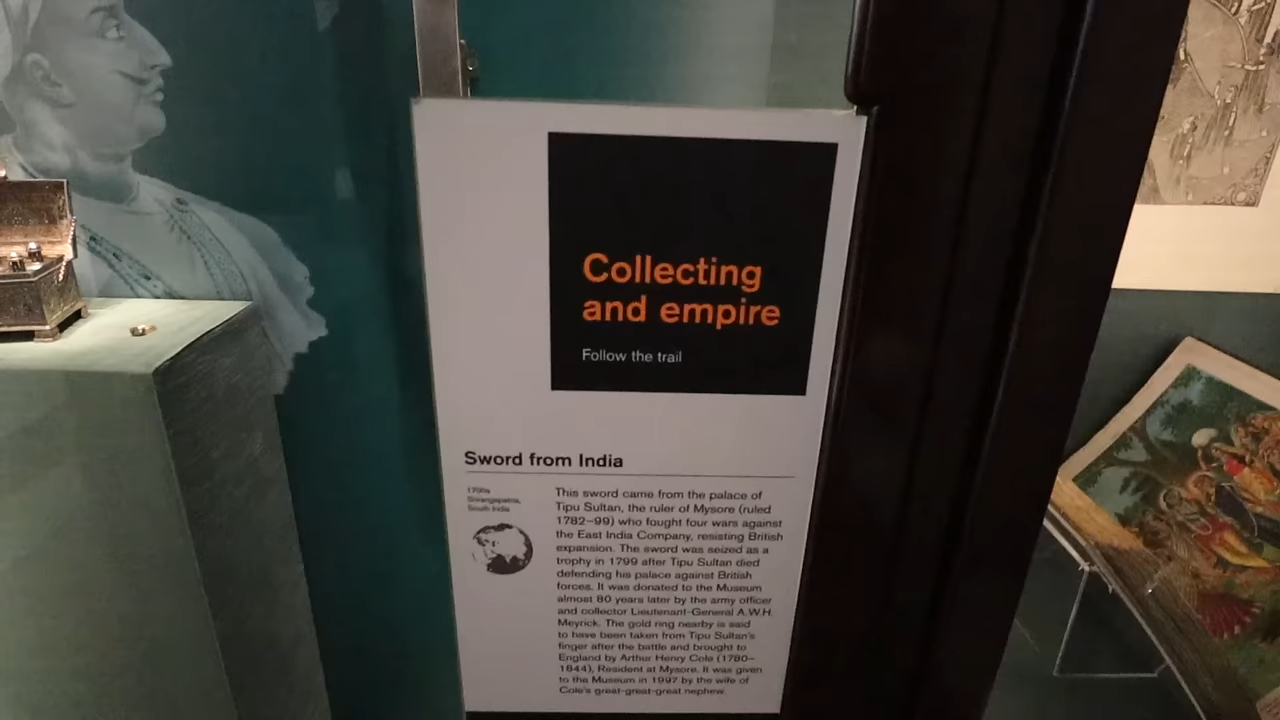 Collecting
and empire
Follow the trail
Sword from India
1790s
Srirangapatna,
South India
This sword came from the palace of
Tipu Sultan, the ruler of Mysore (ruled
1782–99) who fought four wars against
the East India Company, resisting British
expansion. The sword was seized as a
trophy in 1799 after Tipu Sultan died
defending his palace against British
forces. It was donated to the Museum
almost 80 years later by the army officer
and collector Lieutenant-General A.W.H.
Meyrick. The gold ring nearby is said
to have been taken from Tipu Sultan's
finger after the battle and brought to
England by Arthur Henry Cole (1780–
1844), Resident at Mysore. It was given
to the Museum in 1997 by the wife of
Cole's great-great-great nephew.